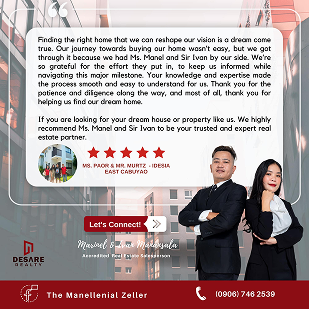 Finding the right home that we can reshape our vision is a dream come
true. Our journey towards buying our home wasn't easy, but we got
through it because we had Ms. Manel and Sir Ivan by our side. We're
so grateful for the effort they put in, to keep us informed while
navigating this major milestone. Your knowledge and expertise made
the process smooth and easy to understand for us. Thank you for the
patience and diligence along the way, and most of all, thank you for
helping us find our dream home.
If you are looking for your dream house or property like us. We highly
recommend Ms. Manel and Sir Ivan to be your trusted and expert real
estate partner.
MS. PAOR & MR. MURTZ - IDESIA
EAST CABUYAO
Let's Connect!
Accredited Real Estate Salesperson
DESARE
REALTY
The Manellenial Zeller
(0906) 746 2539